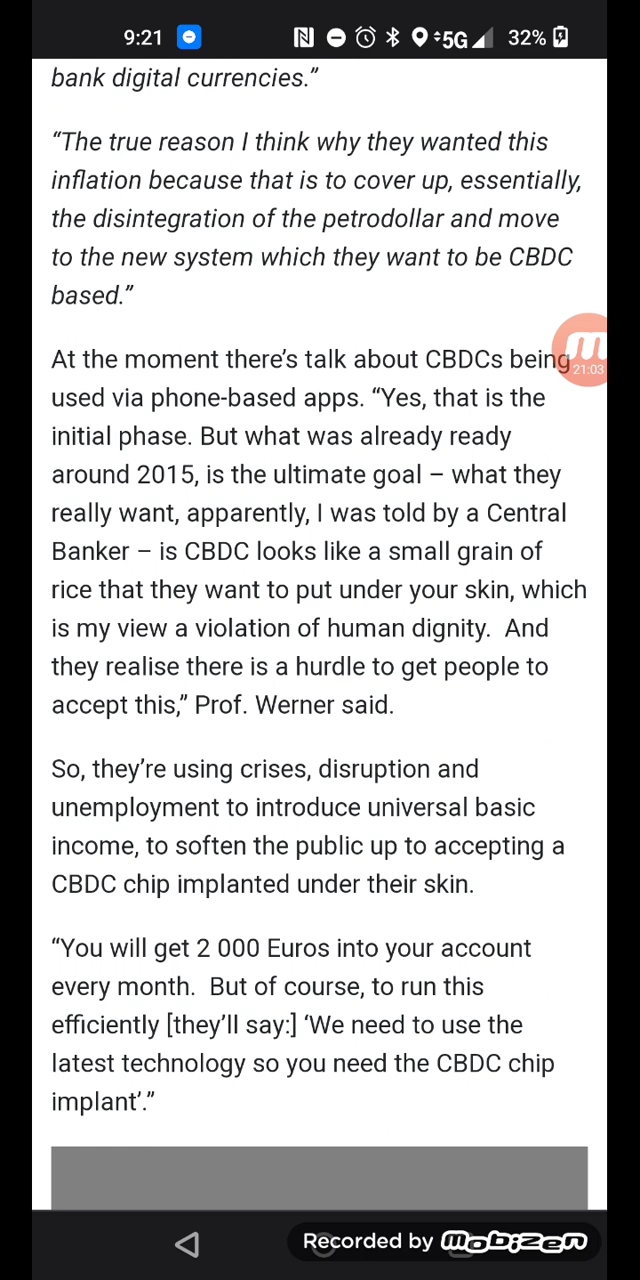 9:21
5G
32%
bank digital currencies.”
“The true reason I think why they wanted this
inflation because that is to cover up, essentially,
the disintegration of the petrodollar and move
to the new system which they want to be CBDC
based.”
At the moment there’s talk about CBDCs being
21:03
used via phone-based apps. “Yes, that is the
initial phase. But what was already ready
around 2015, is the ultimate goal – what they
really want, apparently, I was told by a Central
Banker – is CBDC looks like a small grain of
rice that they want to put under your skin, which
is my view a violation of human dignity.  And
they realise there is a hurdle to get people to
accept this,” Prof. Werner said.
So, they’re using crises, disruption and
unemployment to introduce universal basic
income, to soften the public up to accepting a
CBDC chip implanted under their skin.
“You will get 2 000 Euros into your account
every month.  But of course, to run this
efficiently [they’ll say:] ‘We need to use the
latest technology so you need the CBDC chip
implant’.”
Recorded by mobizen